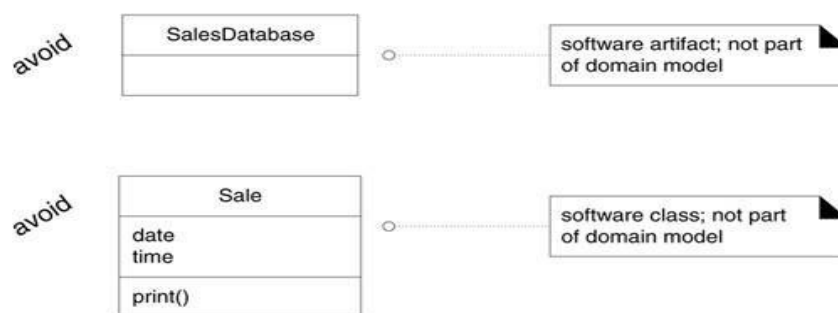 avoid
SalesDatabase
software artifact; not part
of domain model
avoid
Sale
date
time
print()
software class; not part
of domain model